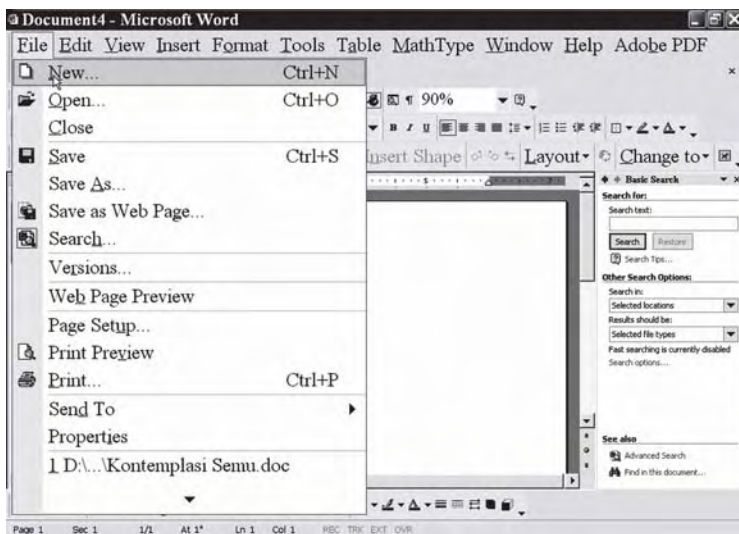 Document4 - Microsoft Word
File Edit View Insert Format Tools Table MathType Window Help Adobe PDF
New... Ctrl+N
Open... Ctrl+O
90%
Close
Save Ctrl+S
Insert Shape Layout Change to
Save As...
Basic Search
Search for:
Save as Web Page...
Search text:
Search...
Search Restore
Search Tips...
Versions...
Other Search Options:
Web Page Preview
Search in:
Selected locations
Page Setup...
Results should be:
Selected file types
Print Preview
Fast searching is currently disabled
Search options...
Print... Ctrl+P
Send To
Properties
See also
1 D:\...\Kontemplasi Semu.doc
Advanced Search
Find in this document...
Page 1 Sec 1 1/1 At 1" Ln 1 Col 1 REC TRK EXT OVR